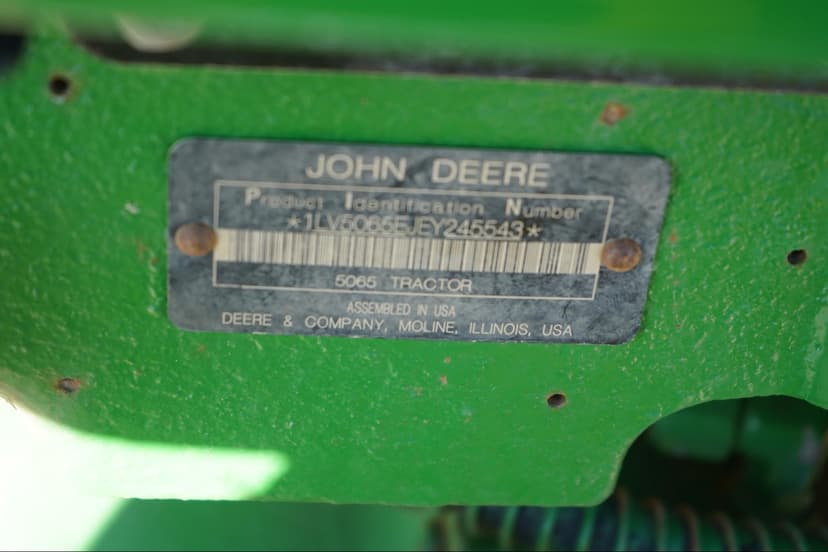 JOHN DEERE
Product Identification Number
*1LV5065EJEY245543*
5065 TRACTOR
ASSEMBLED IN USA
DEERE & COMPANY, MOLINE, ILLINOIS, USA